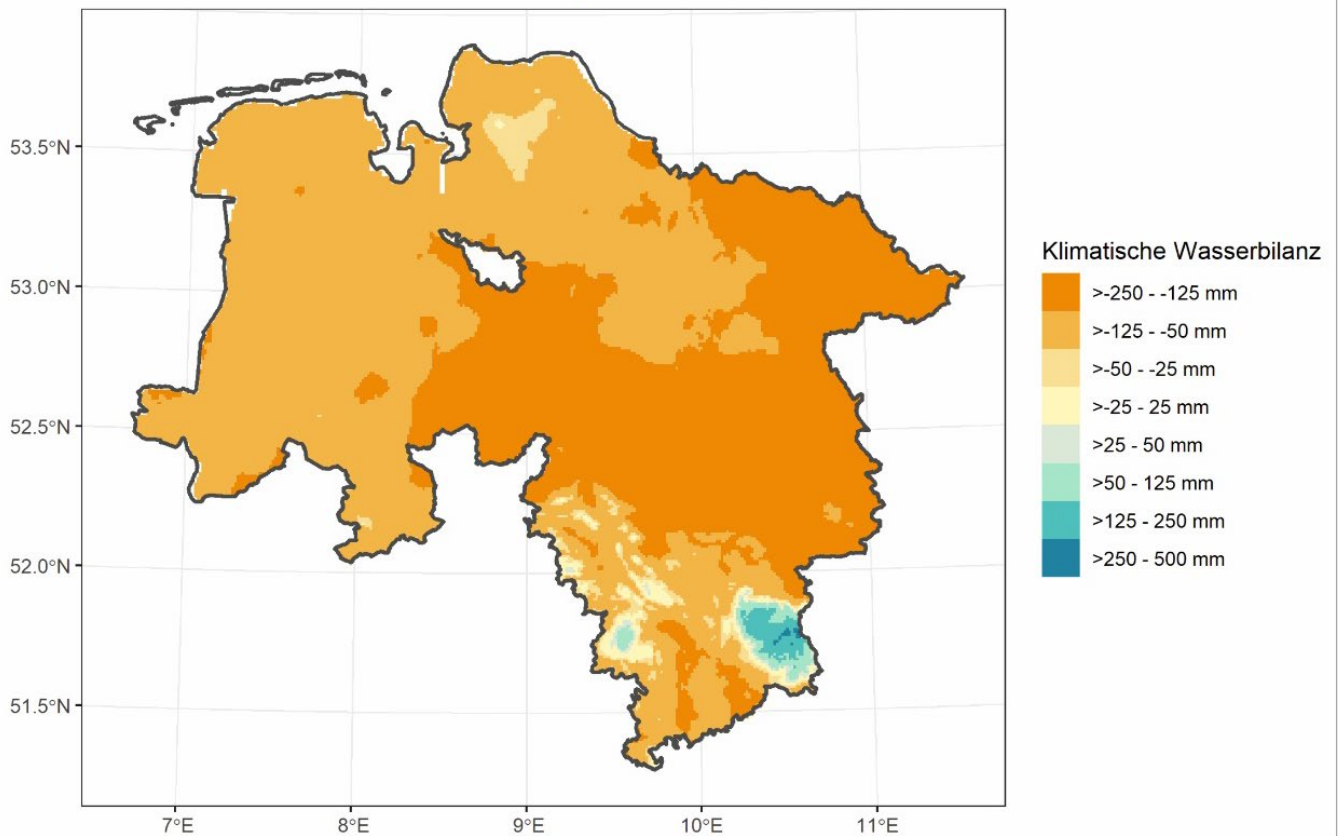 53.5°N
53.0°N
52.5°N
52.0°N
51.5°N
7°E 8°E 9°E 10°E 11°E
Klimatische Wasserbilanz
>-250 - -125 mm
>-125 - -50 mm
>-50 - -25 mm
>-25 - 25 mm
>25 - 50 mm
>50 - 125 mm
>125 - 250 mm
>250 - 500 mm